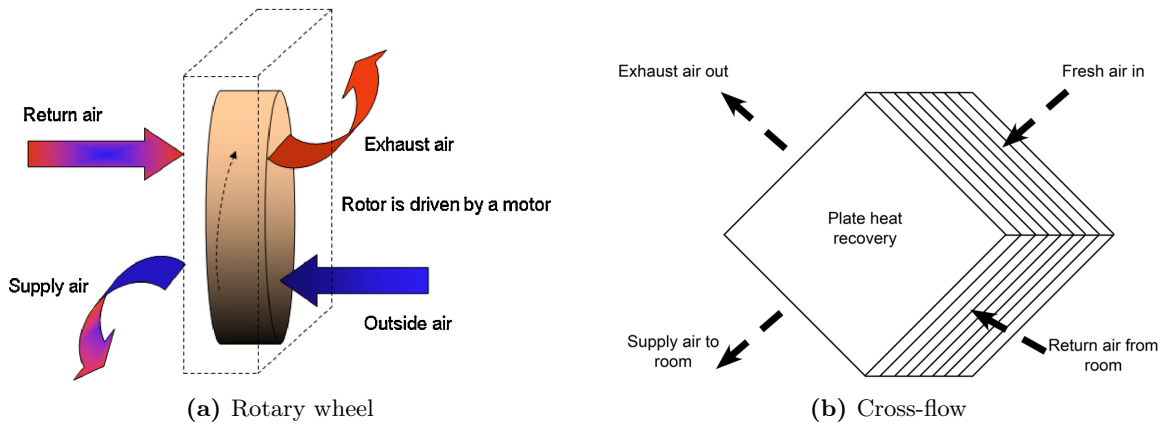 Return air
Exhaust air
Rotor is driven by a motor
Supply air
Outside air
(a) Rotary wheel
Exhaust air out
Fresh air in
Plate heat
recovery
Supply air to
room
Return air from
room
(b) Cross-flow